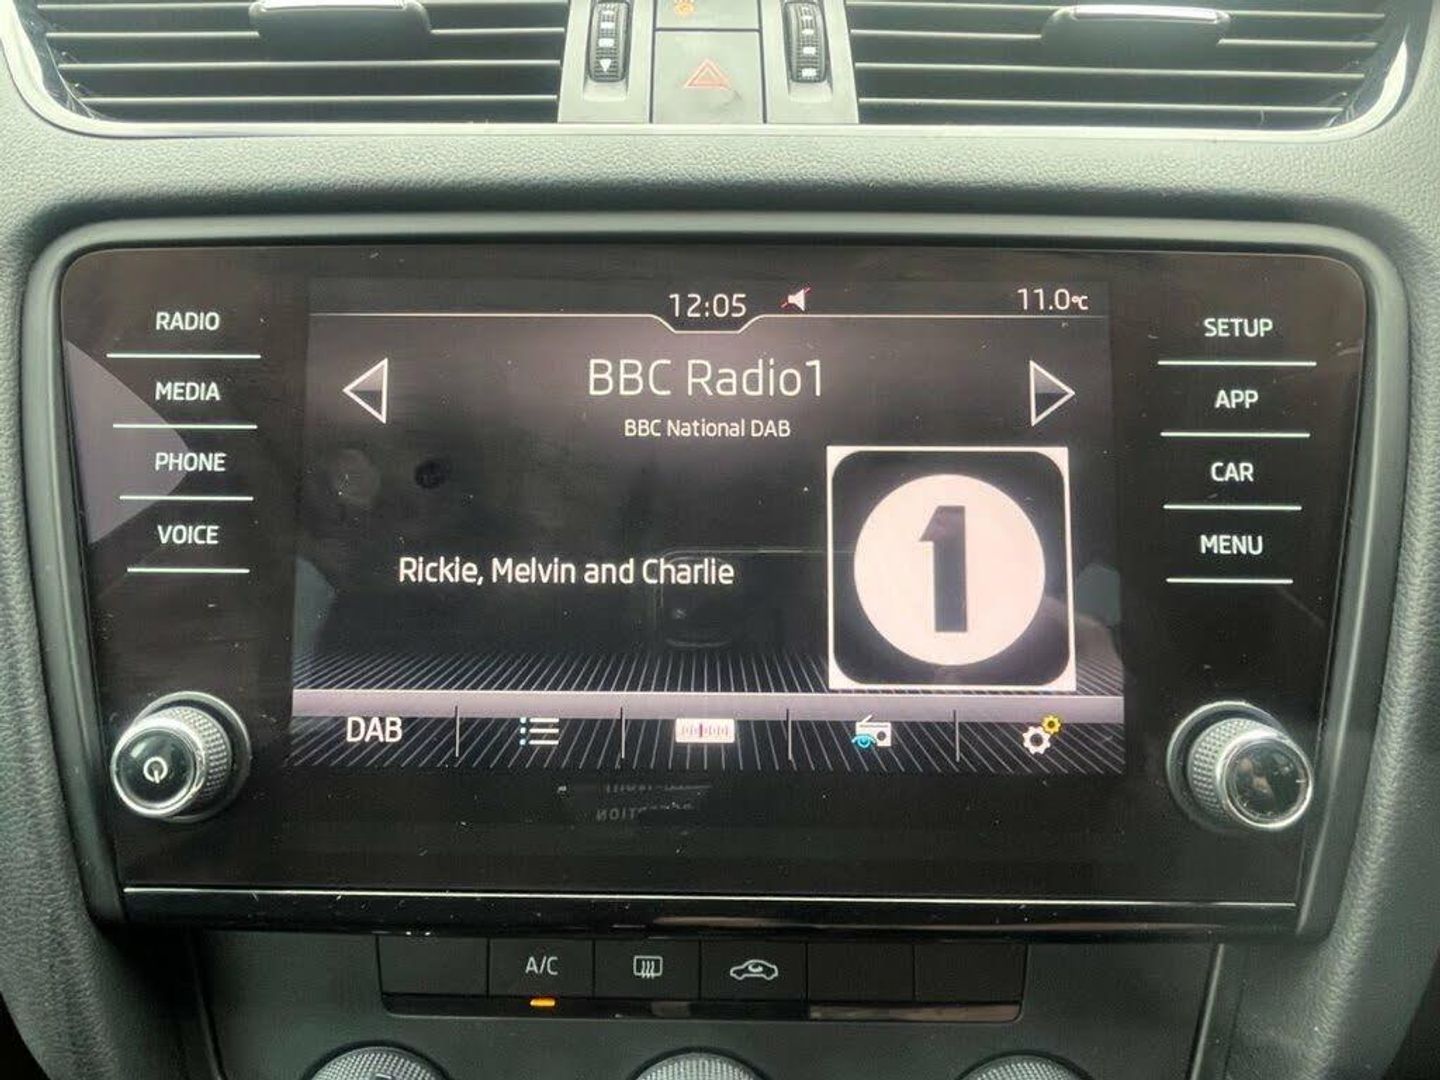 12:05
11.0°C
RADIO
MEDIA
PHONE
VOICE
BBC Radio1
BBC National DAB
Rickie, Melvin and Charlie
1
DAB
SETUP
APP
CAR
MENU
A/C